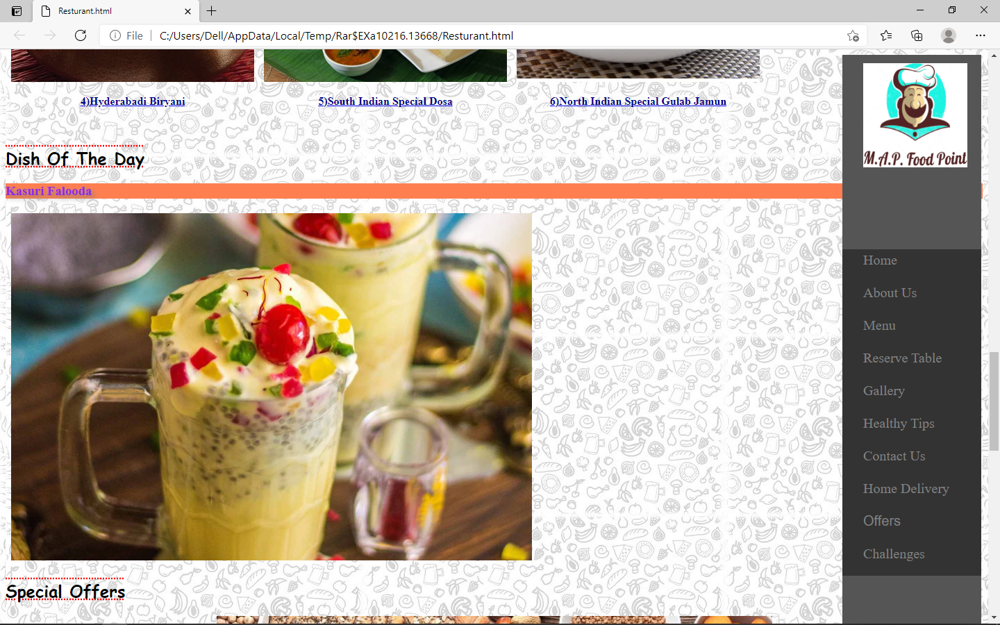 Resturant.html
File
C:/Users/Dell/AppData/Local/Temp/Rar$EXa10216.13668/Resturant.html
4)Hyderabadi Biryani
5)South Indian Special Dosa
6)North Indian Special Gulab Jamun
Dish Of The Day
Kasuri Falooda
Special Offers
M.A.P. Food Point
Home
About Us
Menu
Reserve Table
Gallery
Healthy Tips
Contact Us
Home Delivery
Offers
Challenges